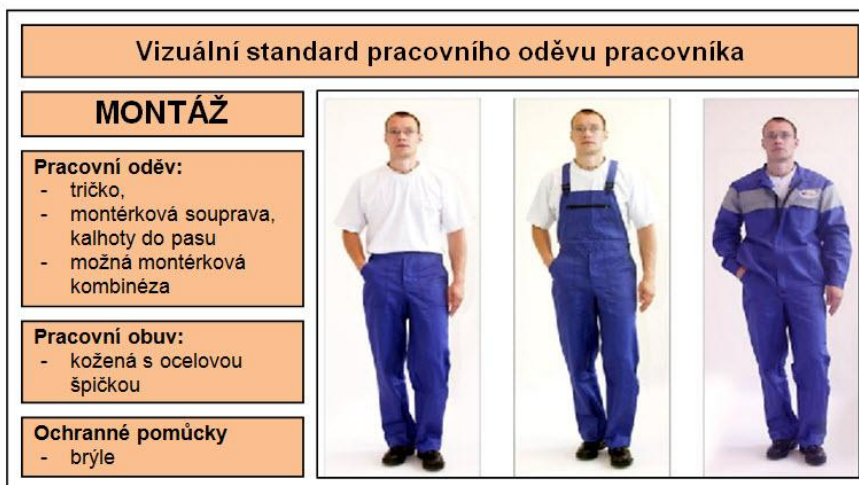 Vizuální standard pracovního oděvu pracovníka
MONTÁŽ
Pracovní oděv:
- tričko,
- montérková souprava,
kalhoty do pasu
- možná montérková
kombinéza
Pracovní obuv:
- kožená s ocelovou
špičkou
Ochranné pomůcky
- brýle